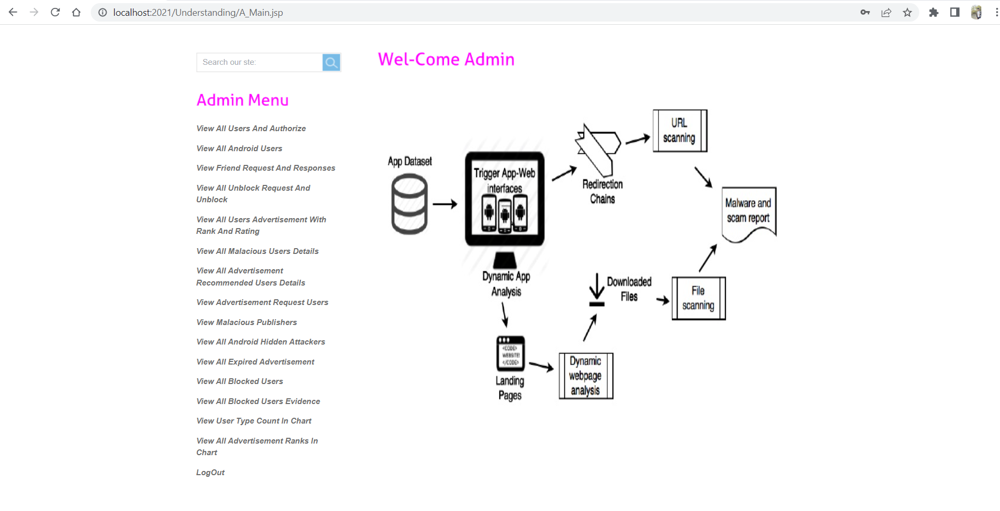 localhost:2021/Understanding/A_Main.jsp
Search our ste:
Admin Menu
View All Users And Authorize
View All Android Users
View Friend Request And Responses
View All Unblock Request And
Unblock
View All Users Advertisement With
Rank And Rating
View All Malacious Users Details
View All Advertisement
Recommended Users Details
View Advertisement Request Users
View Malacious Publishers
View All Android Hidden Attackers
View All Expired Advertisement
View All Blocked Users
View All Blocked Users Evidence
View User Type Count In Chart
View All Advertisement Ranks In
Chart
LogOut
Wel-Come Admin
App Dataset
Trigger App-Web
interfaces
Dynamic App
Analysis
Redirection
Chains
URL
scanning
Malware and
scam report
Downloaded
Files
File
scanning
<CODE>
WEBSITE!
</CODE>
Landing
Pages
Dynamic
webpage
analysis